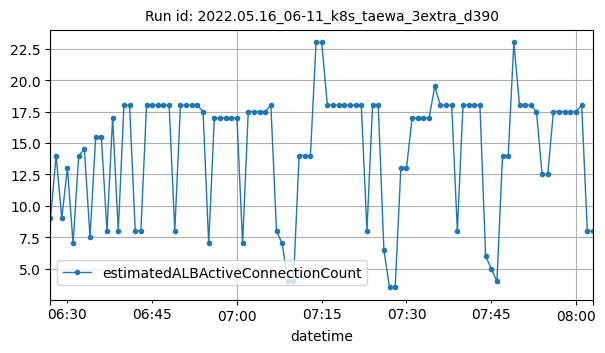 Run id: 2022.05.16_06-11_k8s_taewa_3extra_d390
22.5
20.0
17.5
15.0
12.5
10.0
7.5
5.0
estimatedALBActiveConnectionCount
06:30 06:45 07:00 07:15 07:30 07:45 08:00
datetime